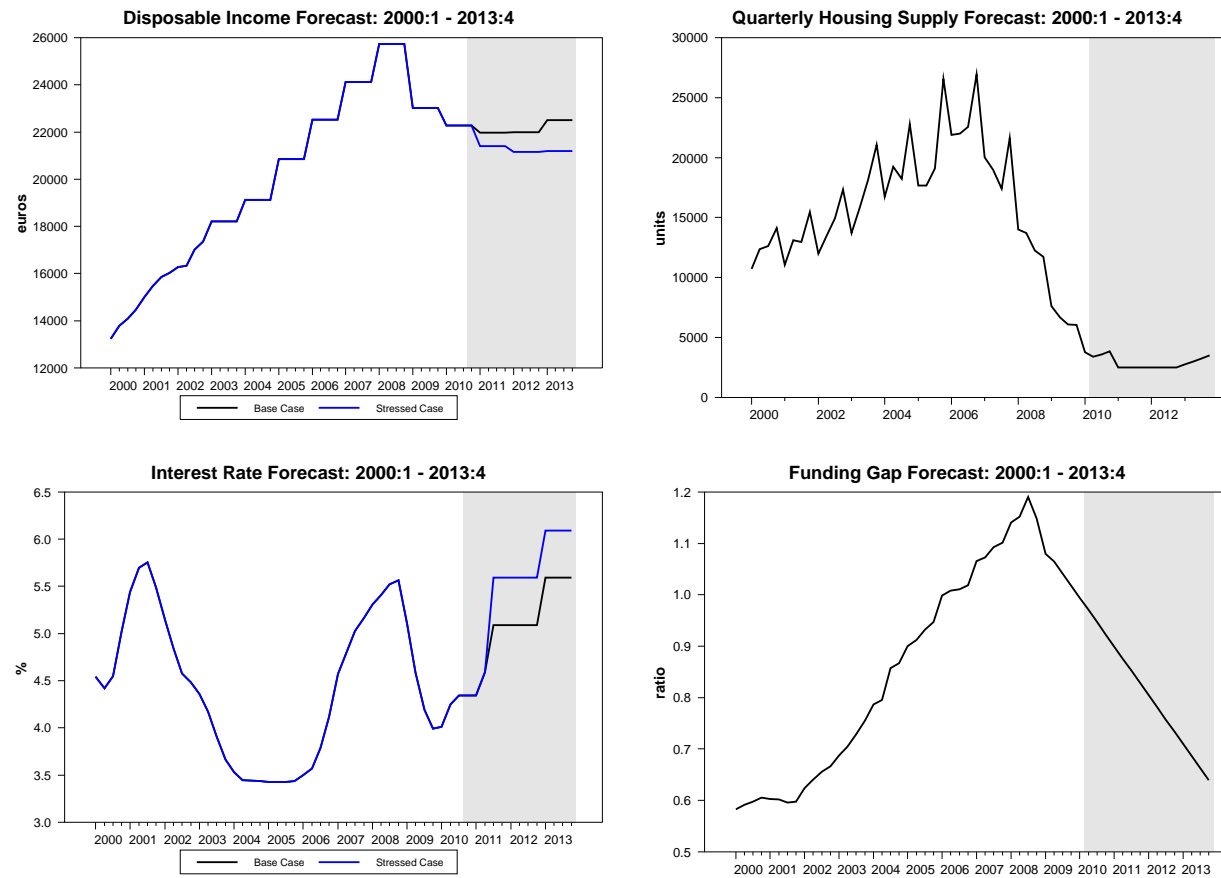 Disposable Income Forecast: 2000:1 - 2013:4
26000
24000
22000
20000
18000
16000
14000
12000
euros
2000 2001 2002 2003 2004 2005 2006 2007 2008 2009 2010 2011 2012 2013
Base Case Stressed Case
Quarterly Housing Supply Forecast: 2000:1 - 2013:4
30000
25000
20000
15000
10000
5000
0
units
2000 2002 2004 2006 2008 2010 2012
Interest Rate Forecast: 2000:1 - 2013:4
6.5
6.0
5.5
5.0
4.5
4.0
3.5
3.0
%
2000 2001 2002 2003 2004 2005 2006 2007 2008 2009 2010 2011 2012 2013
Base Case Stressed Case
Funding Gap Forecast: 2000:1 - 2013:4
1.2
1.1
1.0
0.9
0.8
0.7
0.6
0.5
ratio
2000 2001 2002 2003 2004 2005 2006 2007 2008 2009 2010 2011 2012 2013